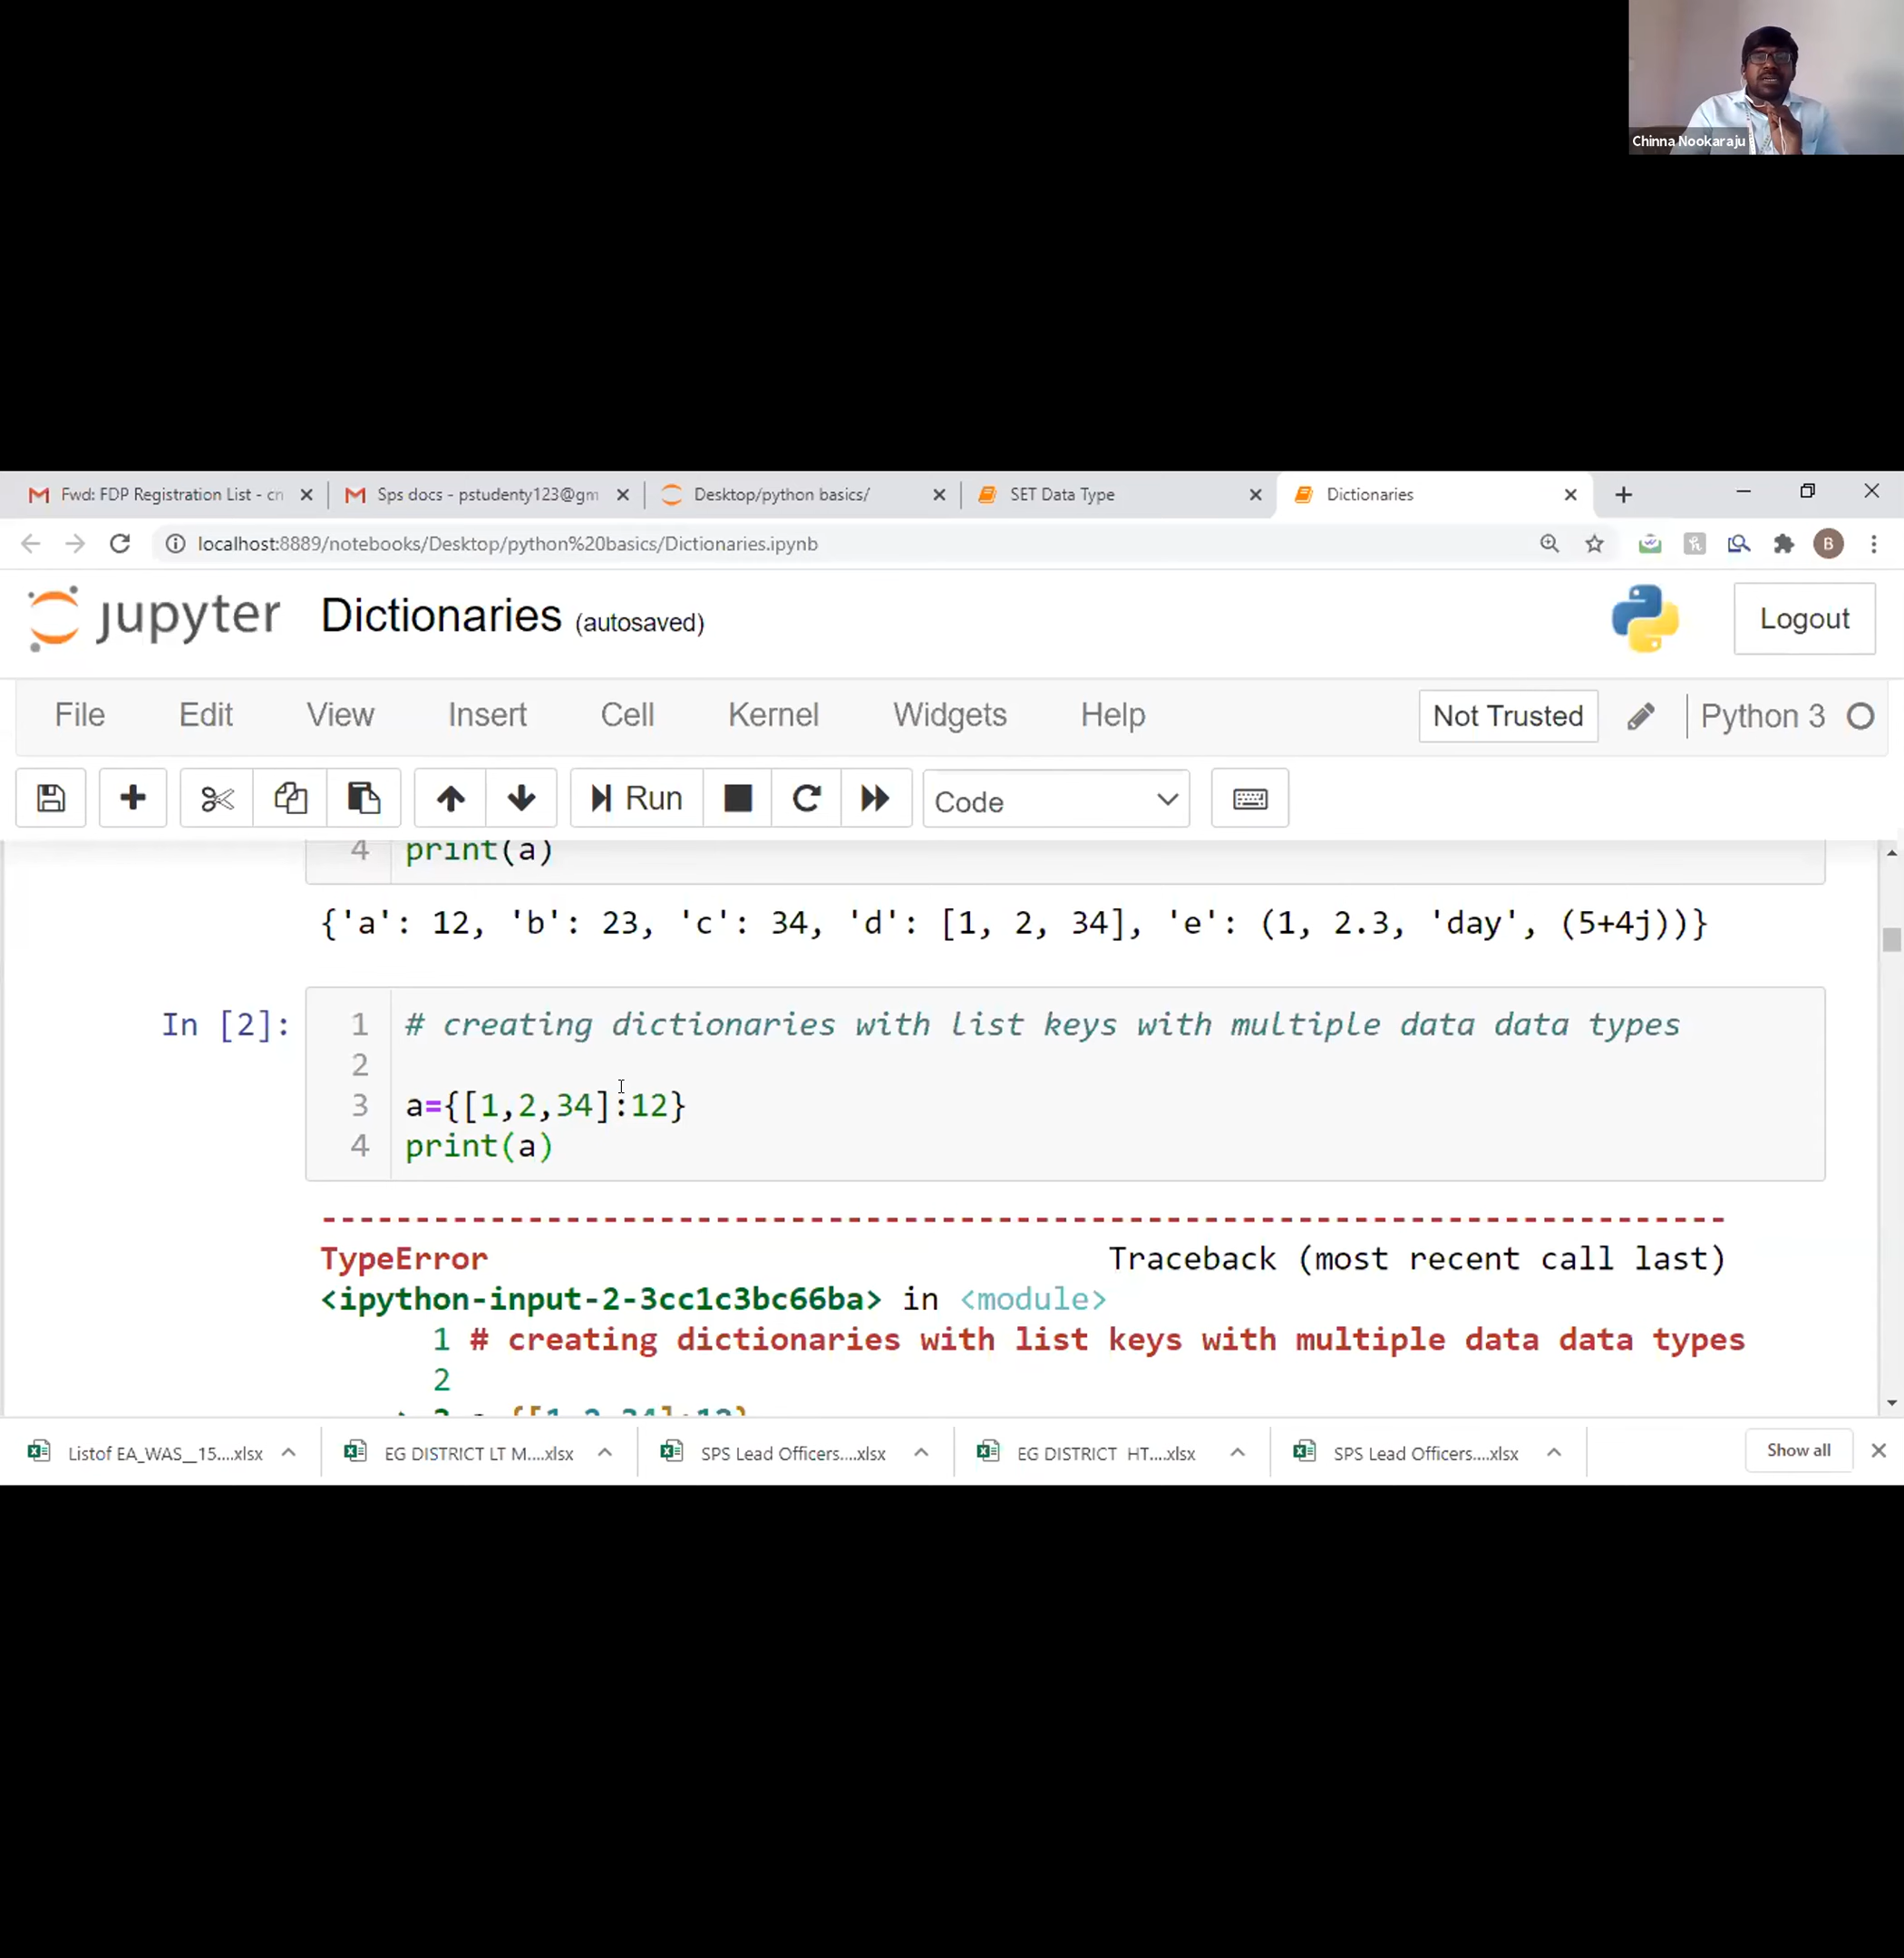 Chinna Nookaraju
Fwd: FDP Registration List - cn
Sps docs - pstudenty123@gm
Desktop/python basics/
SET Data Type
Dictionaries
localhost:8889/notebooks/Desktop/python%20basics/Dictionaries.ipynb
B
jupyter Dictionaries (autosaved)
Logout
File Edit View Insert Cell Kernel Widgets Help
Not Trusted
Python 3
Run
Code
4 print(a)
{'a': 12, 'b': 23, 'c': 34, 'd': [1, 2, 34], 'e': (1, 2.3, 'day', (5+4j))}
In [2]:
1 # creating dictionaries with list keys with multiple data data types
2
3 a={[1,2,34]:12}
4 print(a)
---------------------------------------------------------------------------
TypeError Traceback (most recent call last)
<ipython-input-2-3cc1c3bc66ba> in <module>
1 # creating dictionaries with list keys with multiple data data types
2
Listof EA_WAS__15....xlsx
EG DISTRICT LT M....xlsx
SPS Lead Officers....xlsx
EG DISTRICT HT....xlsx
SPS Lead Officers....xlsx
Show all